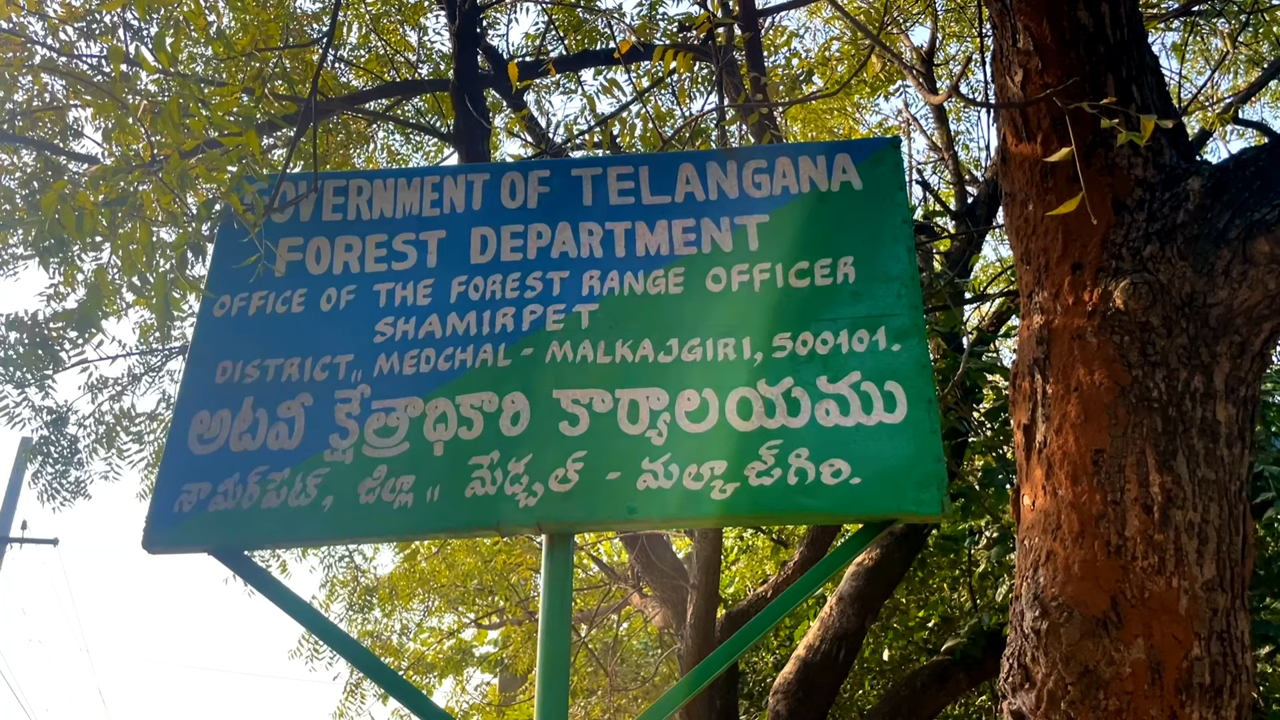 GOVERNMENT OF TELANGANA
FOREST DEPARTMENT
OFFICE OF THE FOREST RANGE OFFICER
SHAMIRPET
DISTRICT,, MEDCHAL - MALKAJGIRI, 500101.
అటవీ క్షేత్రాధికారి కార్యాలయము
శామీర్‌పేట్, జిల్లా ,, మేడ్చల్ - మల్కాజ్‌గిరి.